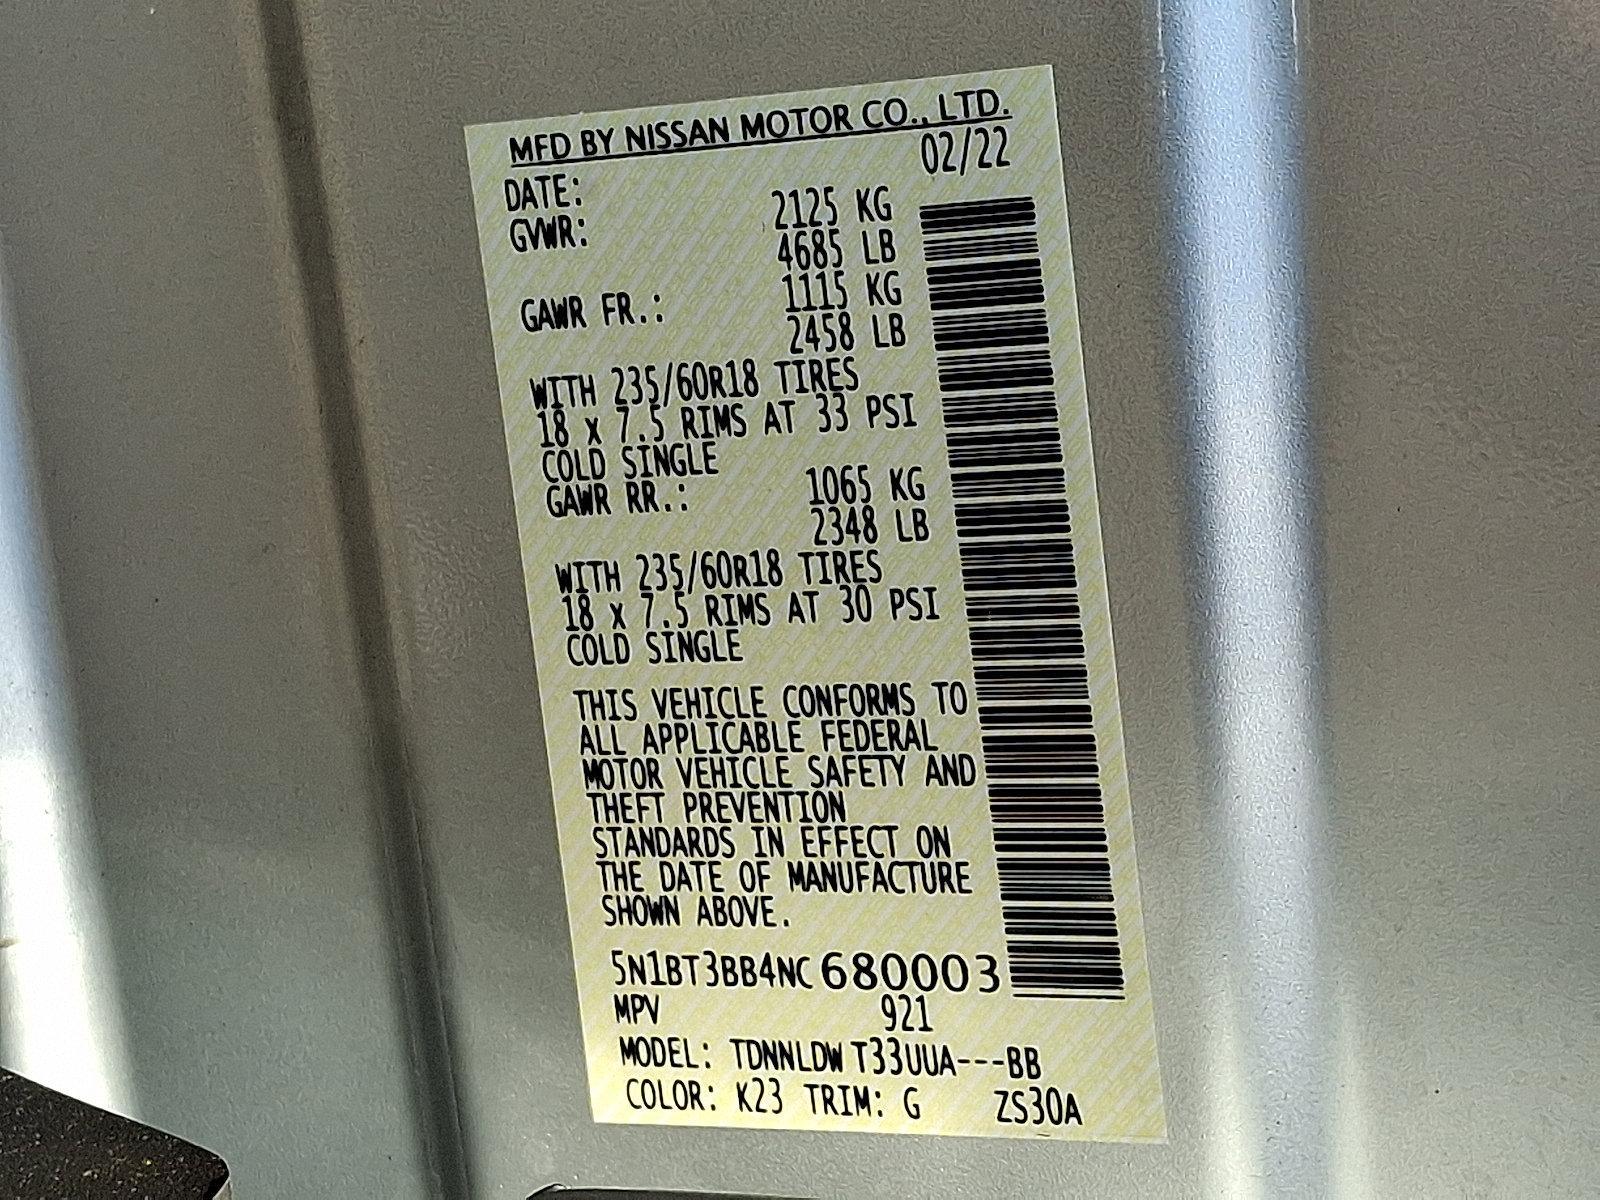 MFD BY NISSAN MOTOR CO., LTD.
DATE: 02/22
GVWR: 2125 KG
4685 LB
GAWR FR.: 1115 KG
2458 LB
WITH 235/60R18 TIRES
18 x 7.5 RIMS AT 33 PSI
COLD SINGLE
GAWR RR.: 1065 KG
2348 LB
WITH 235/60R18 TIRES
18 x 7.5 RIMS AT 30 PSI
COLD SINGLE
THIS VEHICLE CONFORMS TO
ALL APPLICABLE FEDERAL
MOTOR VEHICLE SAFETY AND
THEFT PREVENTION
STANDARDS IN EFFECT ON
THE DATE OF MANUFACTURE
SHOWN ABOVE.
5N1BT3BB4NC680003
MPV 921
MODEL: TDNNLDW T33UUA---BB
COLOR: K23 TRIM: G ZS30A